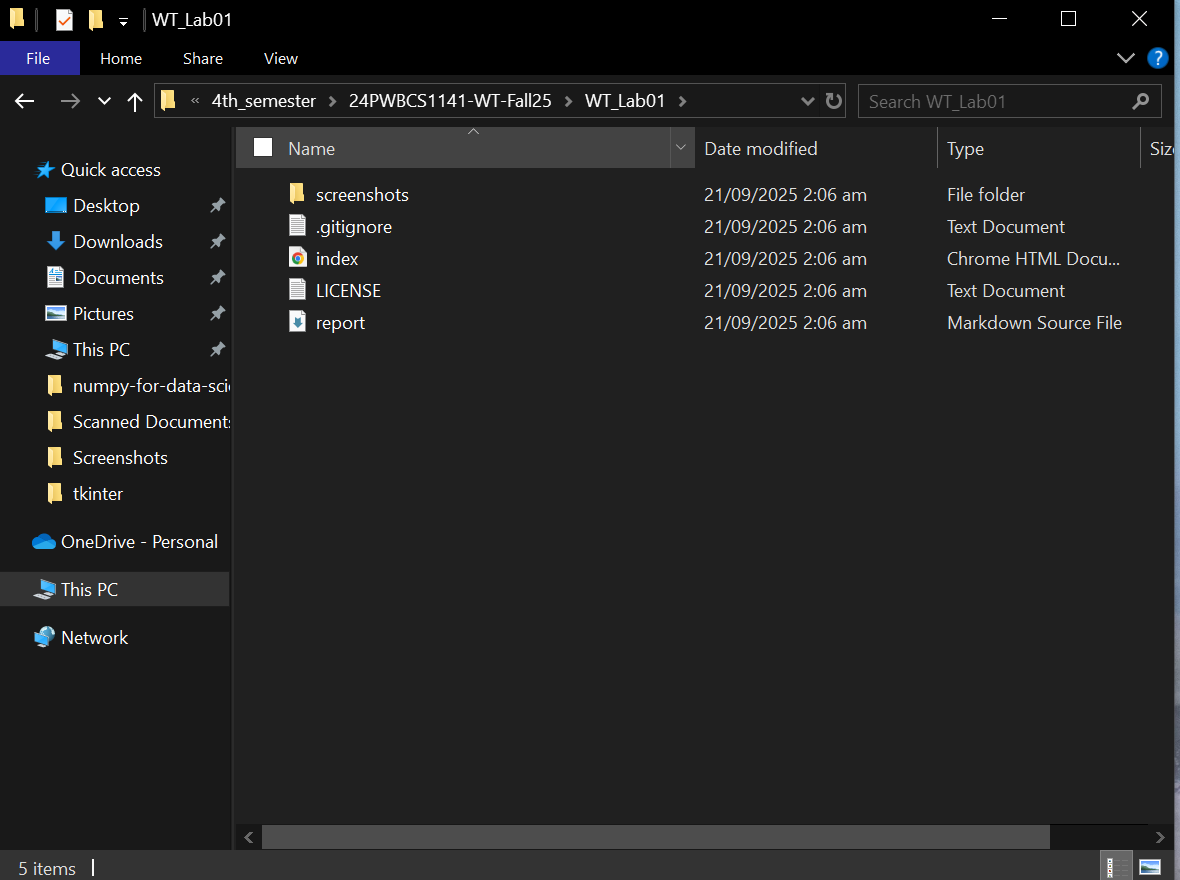 WT_Lab01
File Home Share View
?
« 4th_semester > 24PWBCS1141-WT-Fall25 > WT_Lab01 >
Search WT_Lab01
Quick access
Desktop
Downloads
Documents
Pictures
This PC
numpy-for-data-scie
Scanned Documents
Screenshots
tkinter
OneDrive - Personal
This PC
Network
Name Date modified Type Size
screenshots 21/09/2025 2:06 am File folder
.gitignore 21/09/2025 2:06 am Text Document
index 21/09/2025 2:06 am Chrome HTML Docu...
LICENSE 21/09/2025 2:06 am Text Document
report 21/09/2025 2:06 am Markdown Source File
5 items